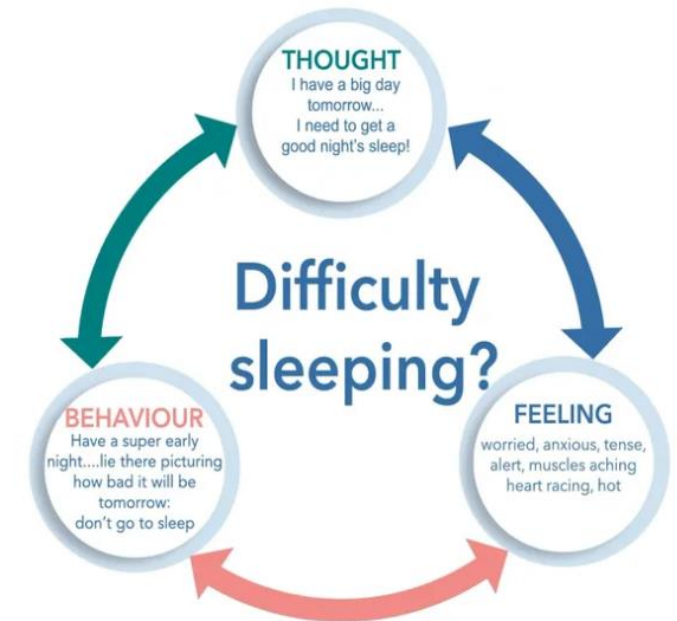 THOUGHT
I have a big day
tomorrow...
I need to get a
good night's sleep!
Difficulty
sleeping?
BEHAVIOUR
Have a super early
night....lie there picturing
how bad it will be
tomorrow:
don't go to sleep
FEELING
worried, anxious, tense,
alert, muscles aching
heart racing, hot